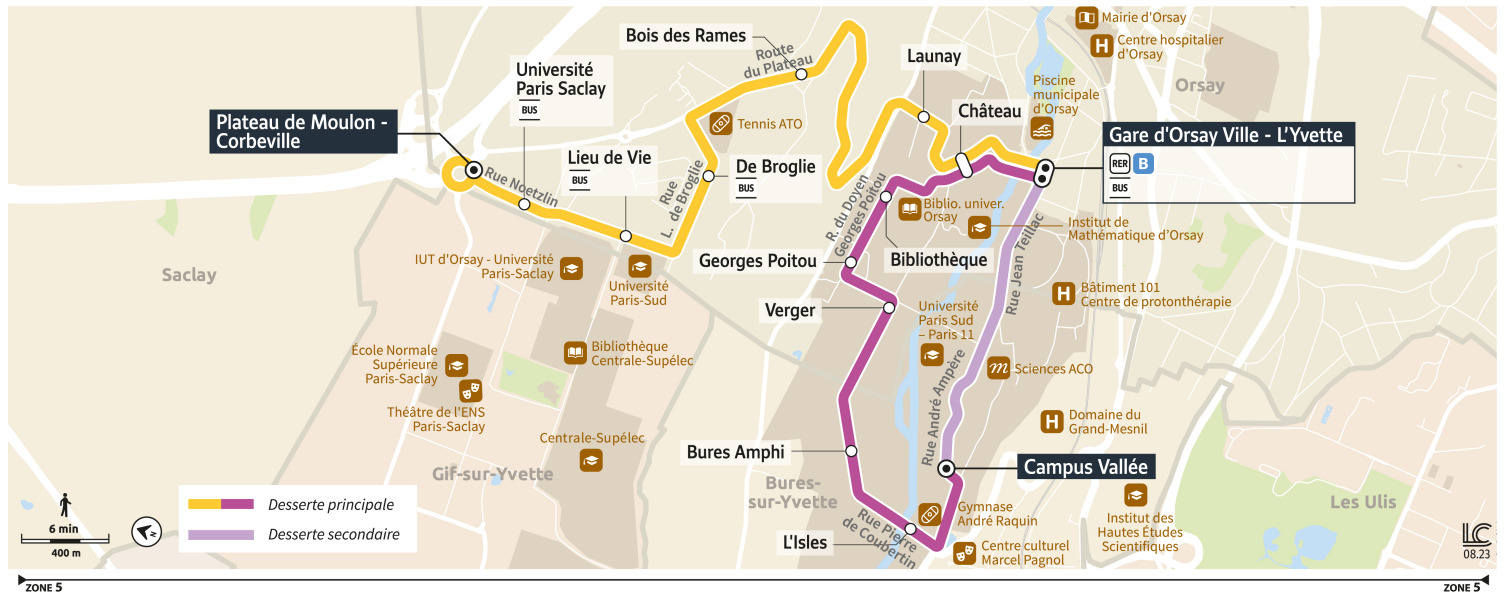 Mairie d'Orsay
H
Centre hospitalier
d'Orsay
Orsay
Bois des Rames
Route
du Plateau
Launay
Château
Piscine
municipale
d'Orsay
Université
Paris Saclay
BUS
Plateau de Moulon -
Corbeville
Tennis ATO
Gare d'Orsay Ville - L'Yvette
RER B
BUS
Lieu de Vie
BUS
De Broglie
BUS
Rue Noetzlin
Rue
L. de Broglie
R. du Doyen
Georges Poitou
Biblio. univer.
Orsay
Institut de
Mathématique d'Orsay
Rue Jean Teillac
Saclay
IUT d'Orsay - Université
Paris-Saclay
Université
Paris-Sud
Georges Poitou
Bibliothèque
Verger
Université
Paris Sud
– Paris 11
H
Bâtiment 101
Centre de protonthérapie
École Normale
Supérieure
Paris-Saclay
Théâtre de l'ENS
Paris-Saclay
Bibliothèque
Centrale-Supélec
Centrale-Supélec
Gif-sur-Yvette
m
Sciences ACO
Rue André Ampère
H
Domaine du
Grand-Mesnil
Bures Amphi
Bures-
sur-Yvette
Campus Vallée
Les Ulis
Institut des
Hautes Études
Scientifiques
Gymnase
André Raquin
Rue Pierre
de Coubertin
L'Isles
Centre culturel
Marcel Pagnol
Desserte principale
Desserte secondaire
6 min
400 m
LC
08.23
ZONE 5
ZONE 5